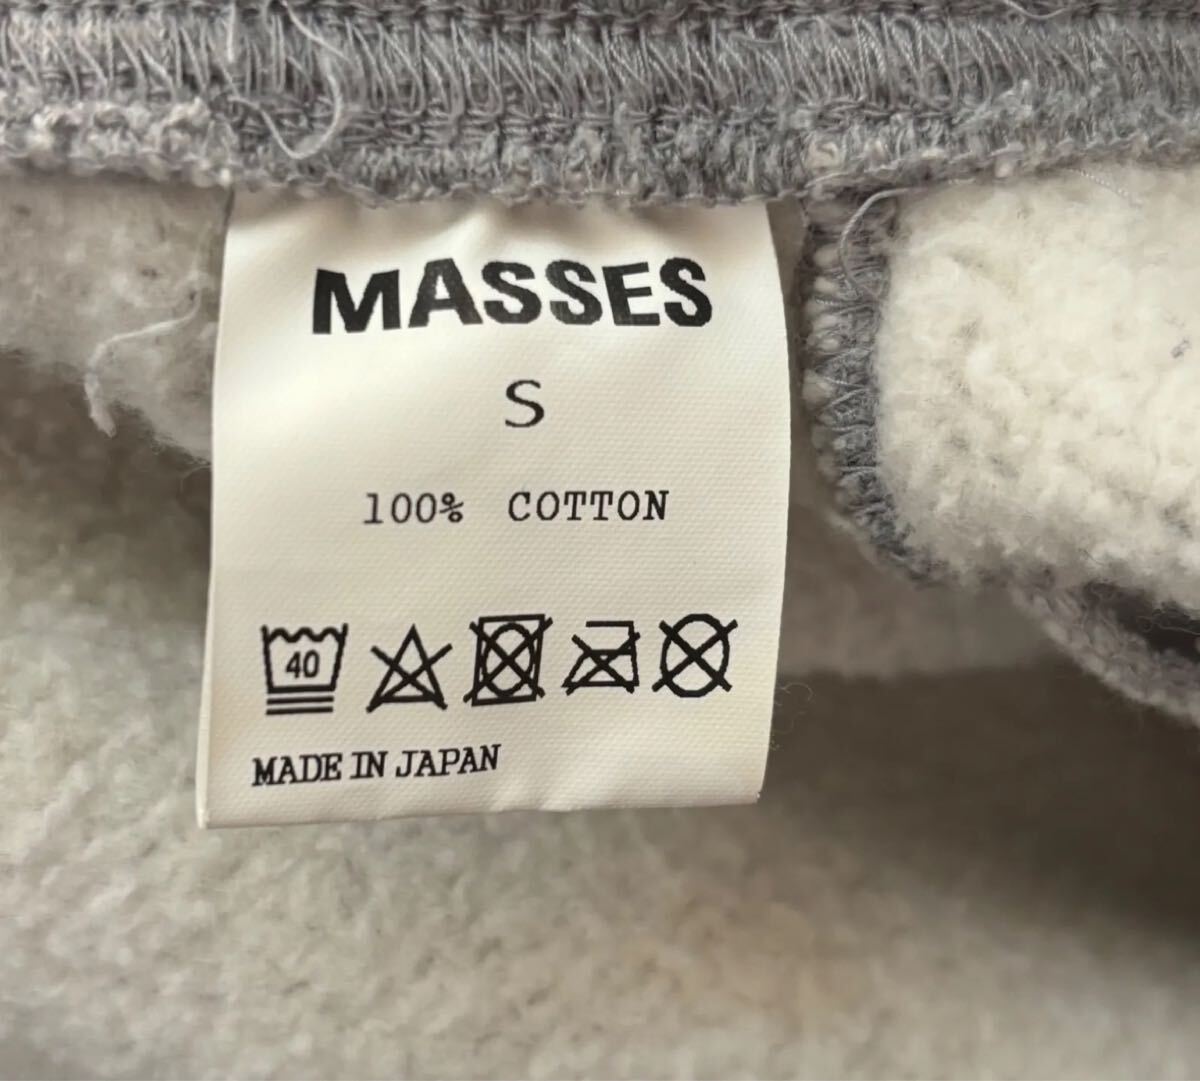 MASSES
S
100% COTTON
40
MADE IN JAPAN